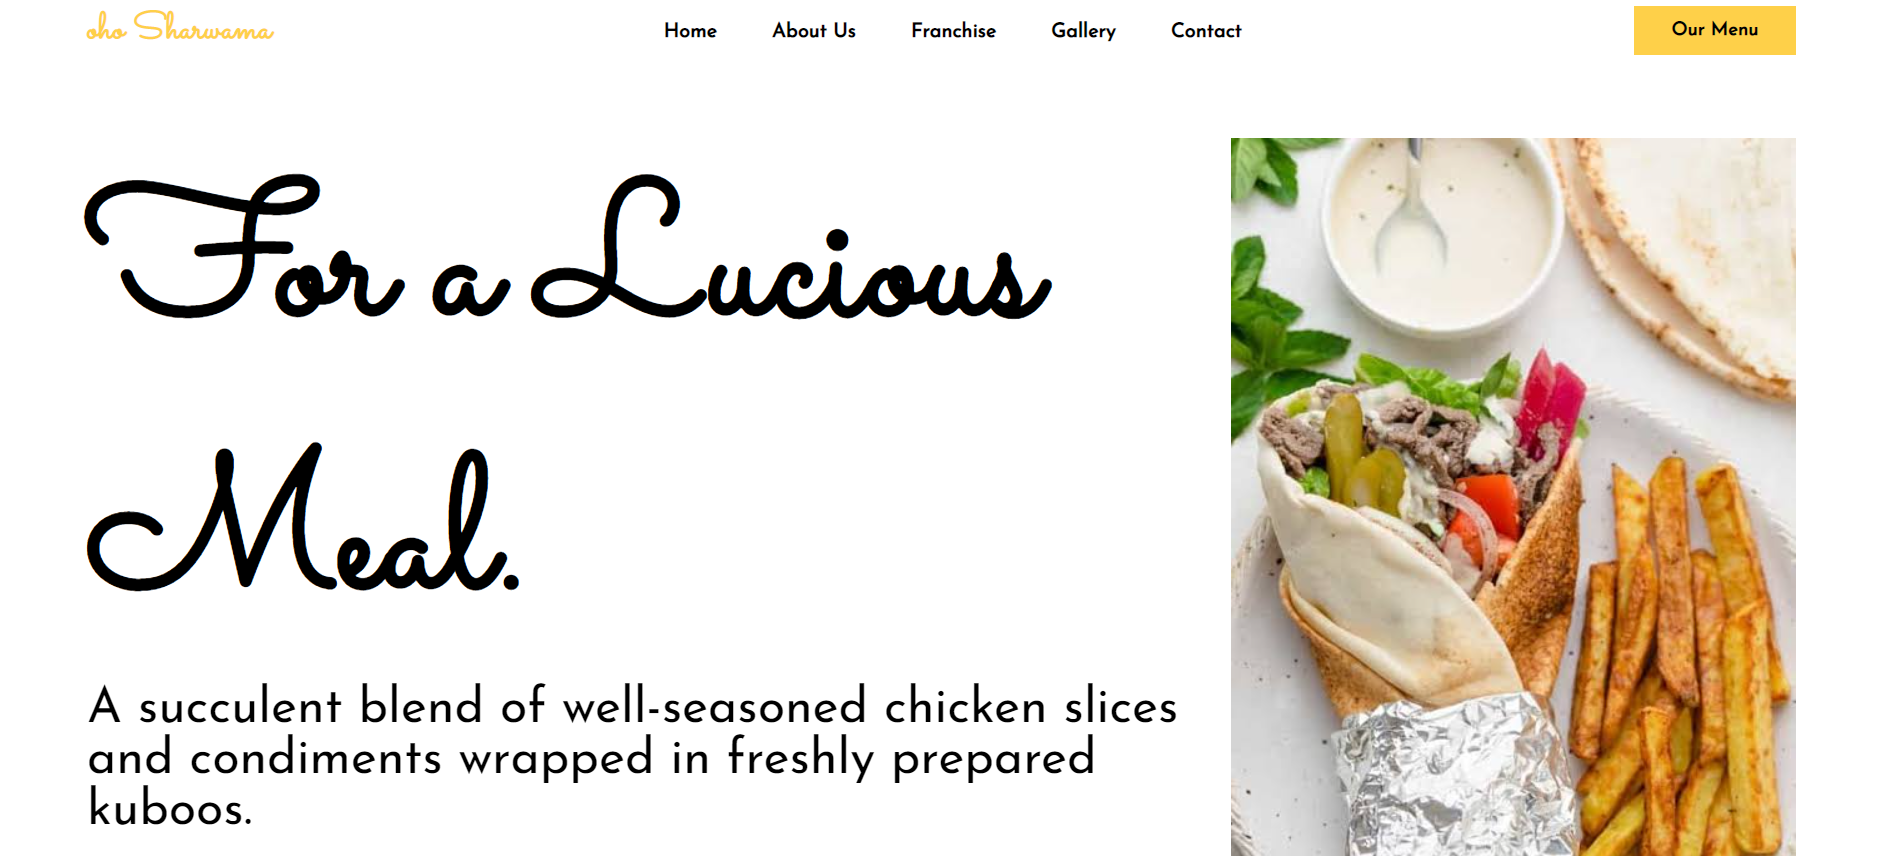 oho Sharwama
Home About Us Franchise Gallery Contact
Our Menu
For a Lucious
Meal.
A succulent blend of well-seasoned chicken slices
and condiments wrapped in freshly prepared
kuboos.